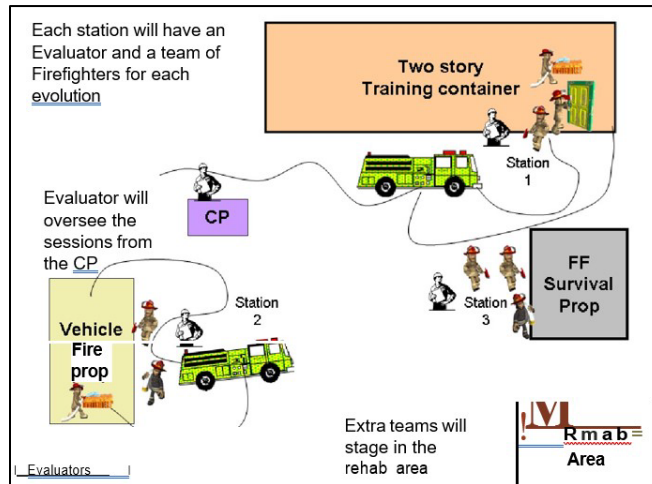 Each station will have an
Evaluator and a team of
Firefighters for each
evolution
Two story
Training container
Station
1
CP
Evaluator will
oversee the
sessions from
the CP
FF
Survival
Prop
Station
3
Station
2
Vehicle
Fire
prop
Extra teams will
stage in the
rehab area
M
R m a b =
Area
Evaluators